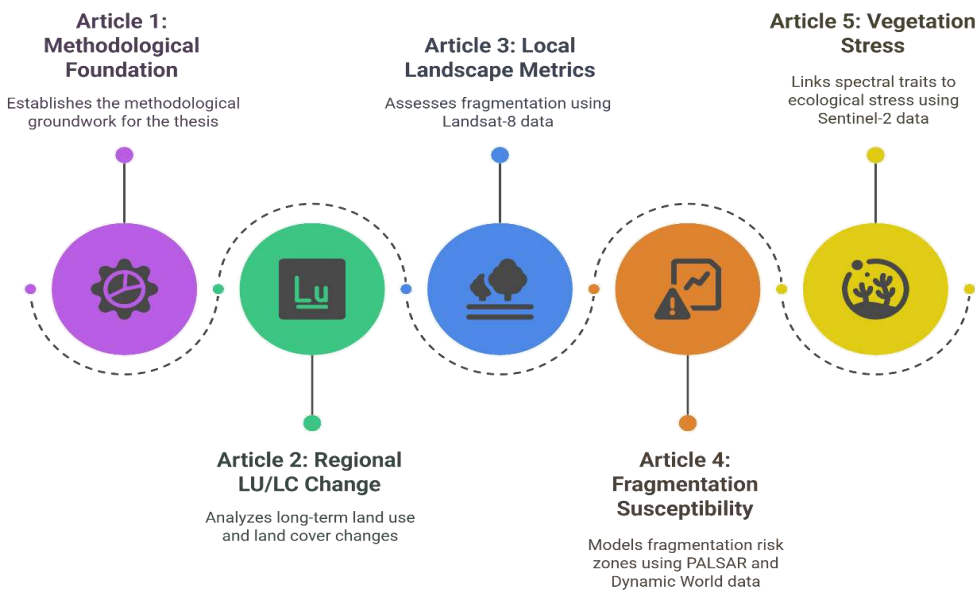 Article 1:
Methodological
Foundation
Establishes the methodological
groundwork for the thesis
Lu
Article 2: Regional
LU/LC Change
Analyzes long-term land use
and land cover changes
Article 3: Local
Landscape Metrics
Assesses fragmentation using
Landsat-8 data
Article 4:
Fragmentation
Susceptibility
Models fragmentation risk
zones using PALSAR and
Dynamic World data
Article 5: Vegetation
Stress
Links spectral traits to
ecological stress using
Sentinel-2 data